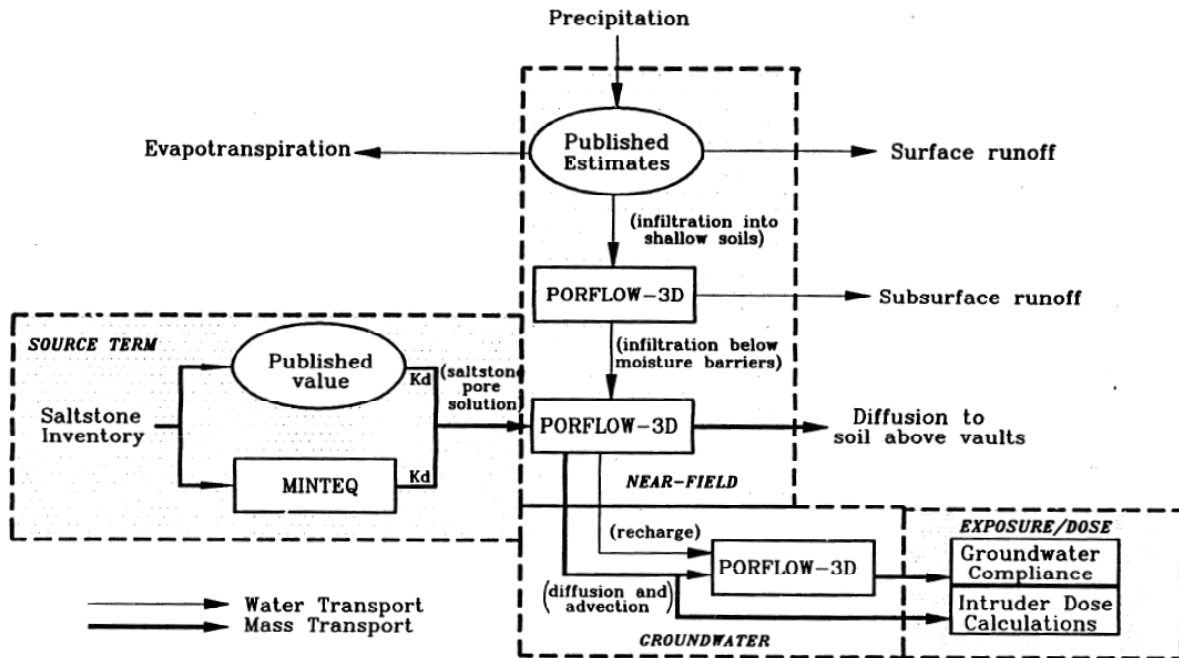 Precipitation
Published
Estimates
Evapotranspiration
Surface runoff
(infiltration into
shallow soils)
PORFLOW-3D
Subsurface runoff
(infiltration below
moisture barriers)
SOURCE TERM
Published
value
Kd
(saltstone
pore
solution)
Saltstone
Inventory
PORFLOW-3D
Diffusion to
soil above vaults
MINTEQ
Kd
NEAR-FIELD
(recharge)
PORFLOW-3D
(diffusion and
advection)
GROUNDWATER
EXPOSURE/DOSE
Groundwater
Compliance
Intruder Dose
Calculations
Water Transport
Mass Transport